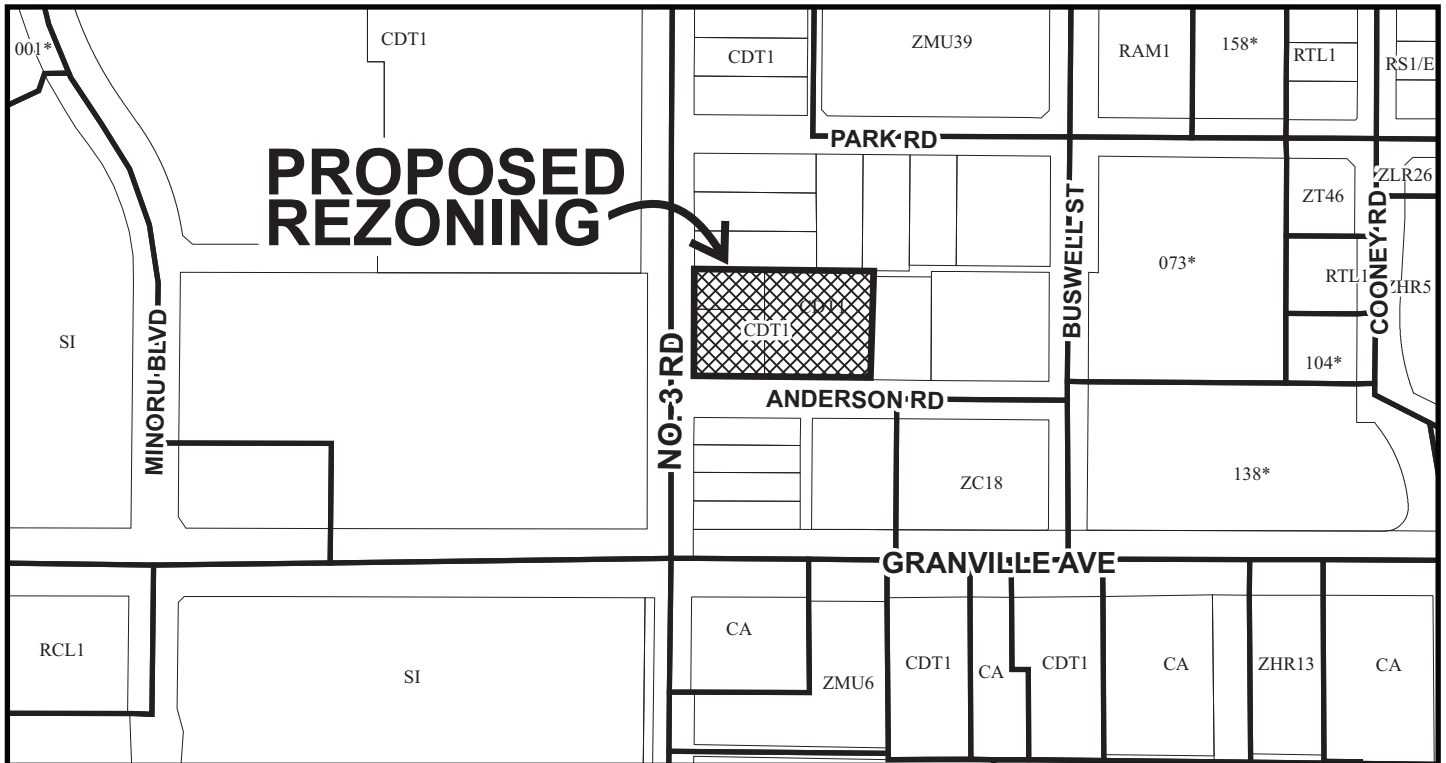 001*
CDT1
CDT1
ZMU39
RAM1
158*
RTL1
RS1/E
PARK RD
PROPOSED
REZONING
ZLR26
ZT46
BUSWELL ST
COONEY RD
073*
RTL1
ZHR5
CDT1
CDT1
SI
MINORU BLVD
NO. 3 RD
104*
ANDERSON RD
ZC18
138*
GRANVILLE AVE
RCL1
SI
CA
ZMU6
CDT1
CA
CDT1
CA
ZHR13
CA